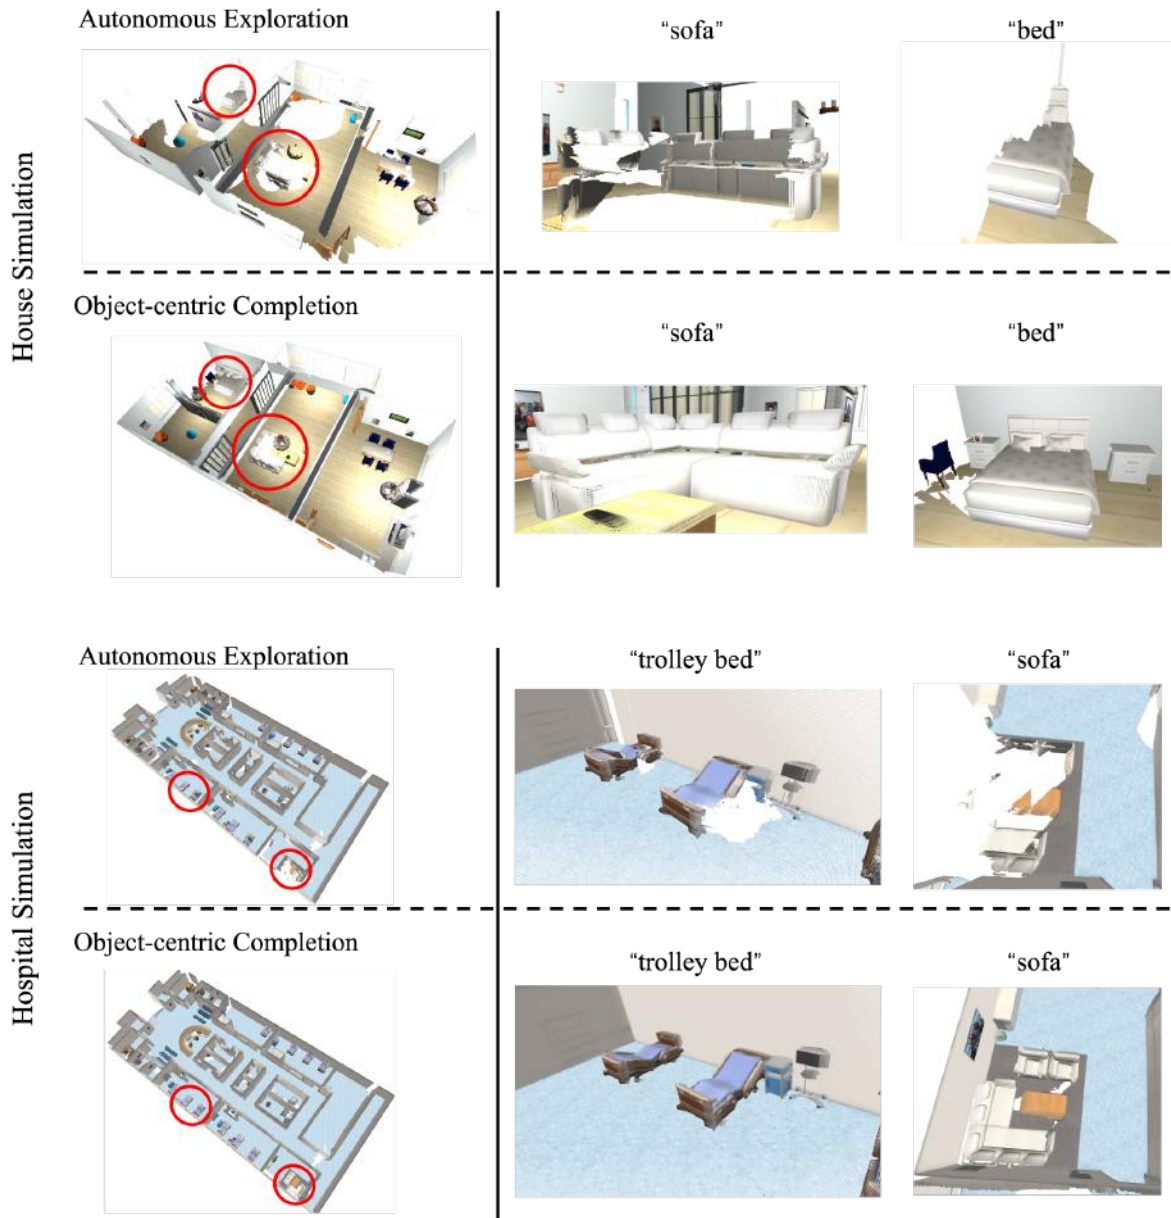 Autonomous Exploration
“sofa”
“bed”
House Simulation
Object-centric Completion
“sofa”
“bed”
Autonomous Exploration
“trolley bed”
“sofa”
Hospital Simulation
Object-centric Completion
“trolley bed”
“sofa”